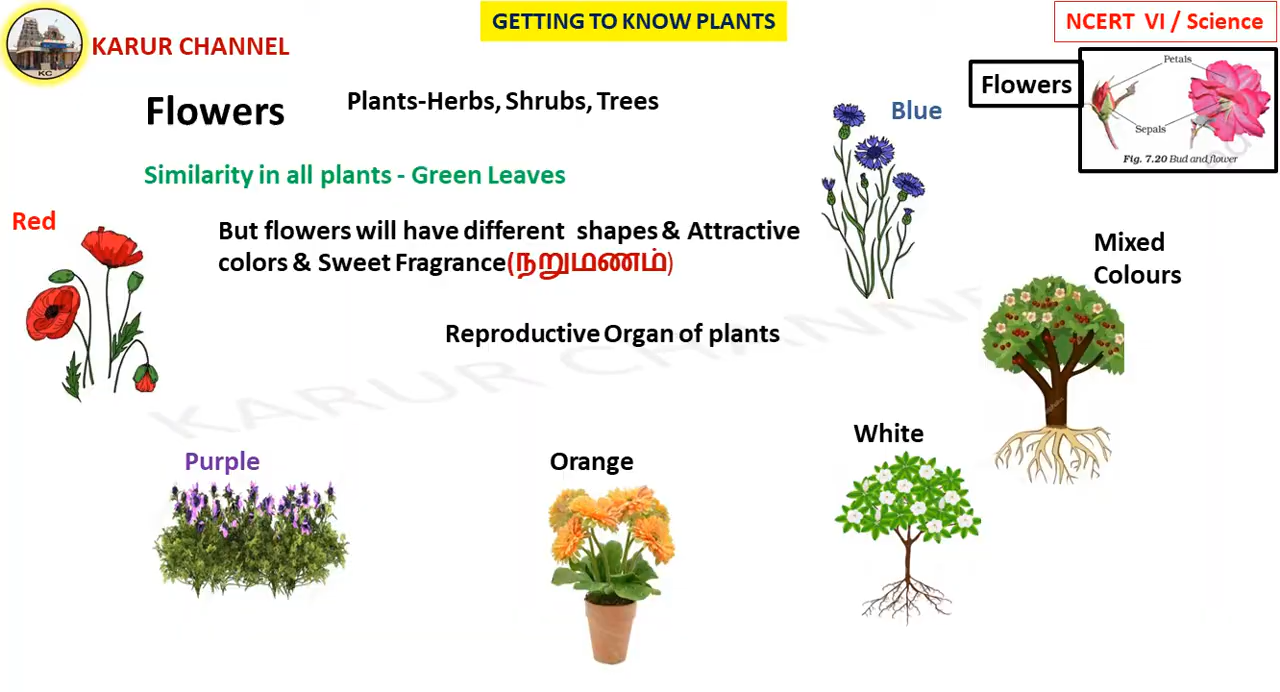 GETTING TO KNOW PLANTS
NCERT VI / Science
KARUR CHANNEL
KC
Flowers
Plants-Herbs, Shrubs, Trees
Blue
Flowers
Petals
Sepals
Fig. 7.20 Bud and flower
Similarity in all plants - Green Leaves
Red
But flowers will have different shapes & Attractive
colors & Sweet Fragrance(நறுமணம்)
Mixed
Colours
Reproductive Organ of plants
KARUR CHANNE
White
Purple
Orange